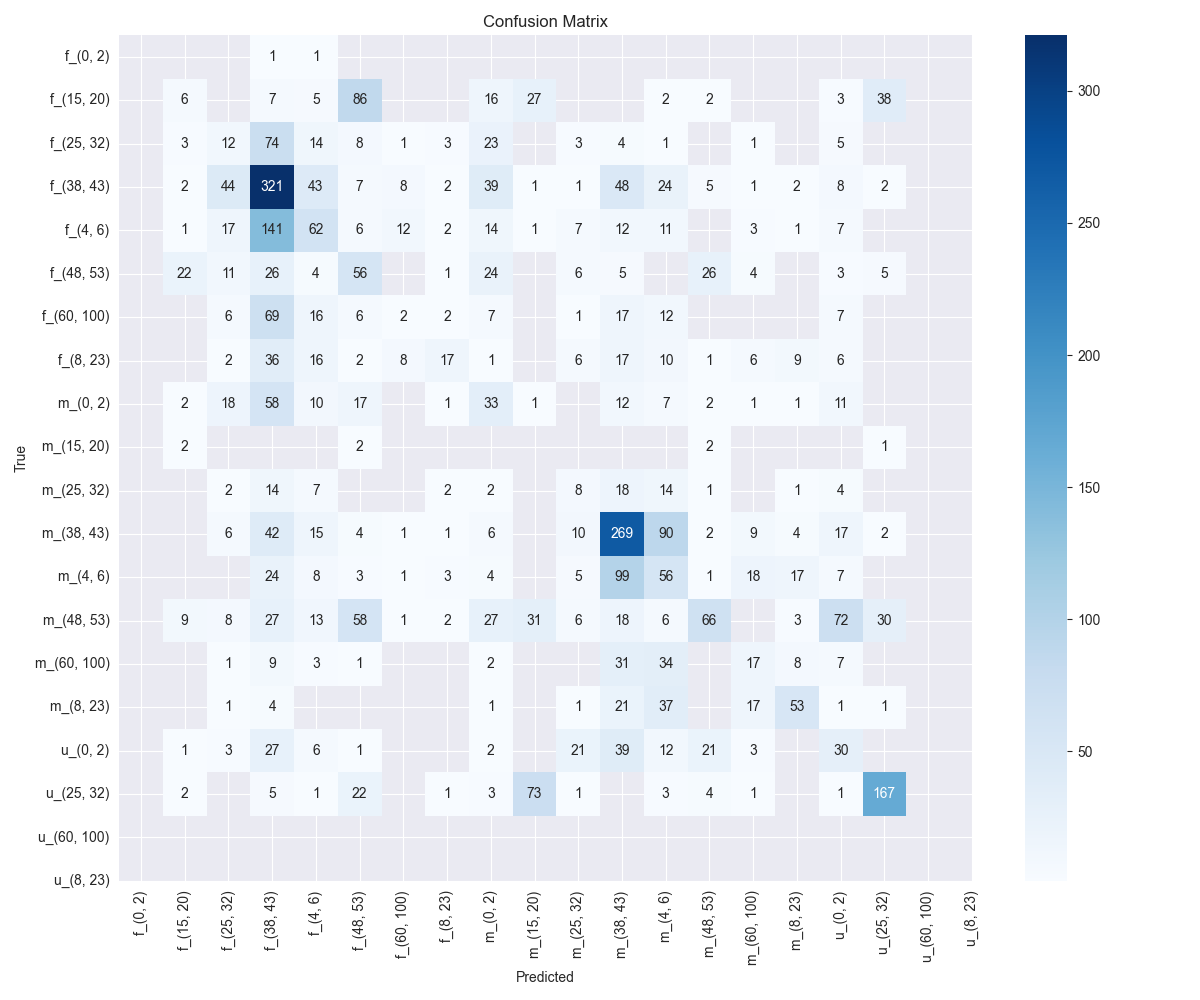 Confusion Matrix
f_(0, 2) 1 1
f_(15, 20) 6 7 5 86 16 27 2 2 3 38
f_(25, 32) 3 12 74 14 8 1 3 23 3 4 1 1 5
f_(38, 43) 2 44 321 43 7 8 2 39 1 1 48 24 5 1 2 8 2
f_(4, 6) 1 17 141 62 6 12 2 14 1 7 12 11 3 1 7
f_(48, 53) 22 11 26 4 56 1 24 6 5 26 4 3 5
f_(60, 100) 6 69 16 6 2 2 7 1 17 12 7
f_(8, 23) 2 36 16 2 8 17 1 6 17 10 1 6 9 6
m_(0, 2) 2 18 58 10 17 1 33 1 12 7 2 1 1 11
m_(15, 20) 2 2 2 1
m_(25, 32) 2 14 7 2 2 8 18 14 1 1 4
m_(38, 43) 6 42 15 4 1 1 6 10 269 90 2 9 4 17 2
m_(4, 6) 24 8 3 1 3 4 5 99 56 1 18 17 7
m_(48, 53) 9 8 27 13 58 1 2 27 31 6 18 6 66 3 72 30
m_(60, 100) 1 9 3 1 2 31 34 17 8 7
m_(8, 23) 1 4 1 1 21 37 17 53 1 1
u_(0, 2) 1 3 27 6 1 2 21 39 12 21 3 30
u_(25, 32) 2 5 1 22 1 3 73 1 3 4 1 1 167
u_(60, 100)
u_(8, 23)
True
f_(0, 2)
f_(15, 20)
f_(25, 32)
f_(38, 43)
f_(4, 6)
f_(48, 53)
f_(60, 100)
f_(8, 23)
m_(0, 2)
m_(15, 20)
m_(25, 32)
m_(38, 43)
m_(4, 6)
m_(48, 53)
m_(60, 100)
m_(8, 23)
u_(0, 2)
u_(25, 32)
u_(60, 100)
u_(8, 23)
Predicted
300
250
200
150
100
50